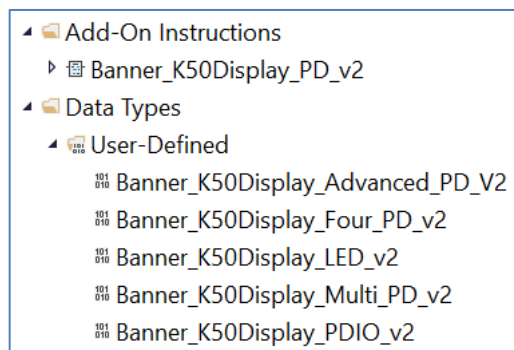 Add-On Instructions
Banner_K50Display_PD_v2
Data Types
User-Defined
Banner_K50Display_Advanced_PD_V2
Banner_K50Display_Four_PD_v2
Banner_K50Display_LED_v2
Banner_K50Display_Multi_PD_v2
Banner_K50Display_PDIO_v2